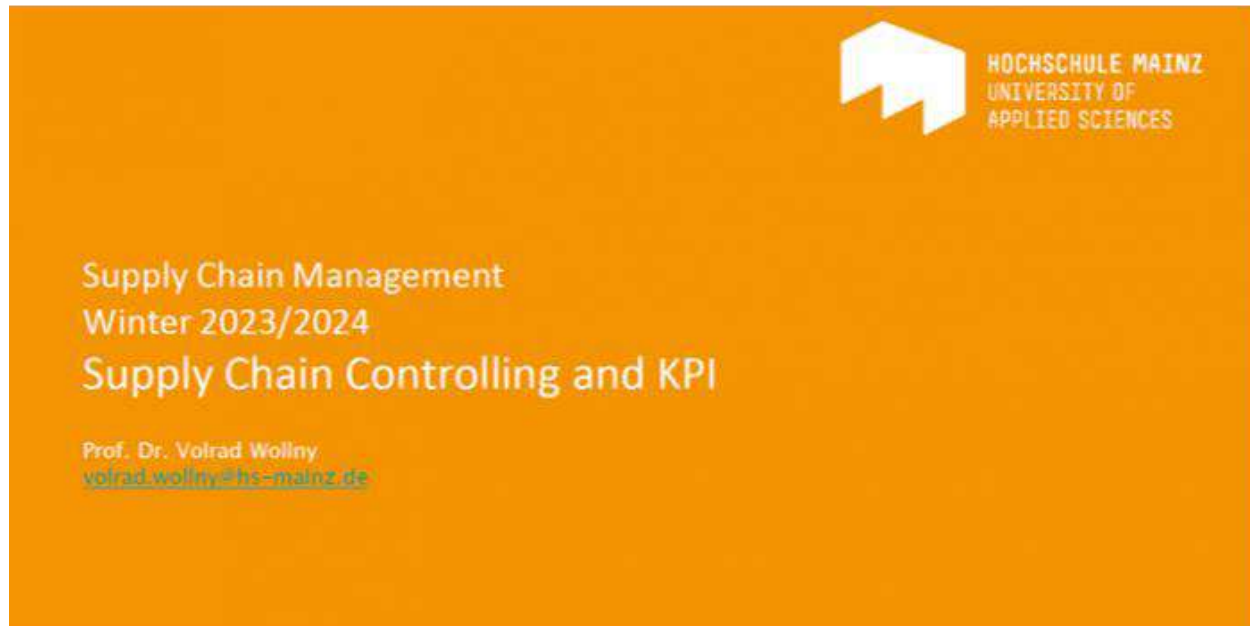 HOCHSCHULE MAINZ
UNIVERSITY OF
APPLIED SCIENCES
Supply Chain Management
Winter 2023/2024
Supply Chain Controlling and KPI
Prof. Dr. Volrad Wollny
volrad.wollny@hs-mainz.de